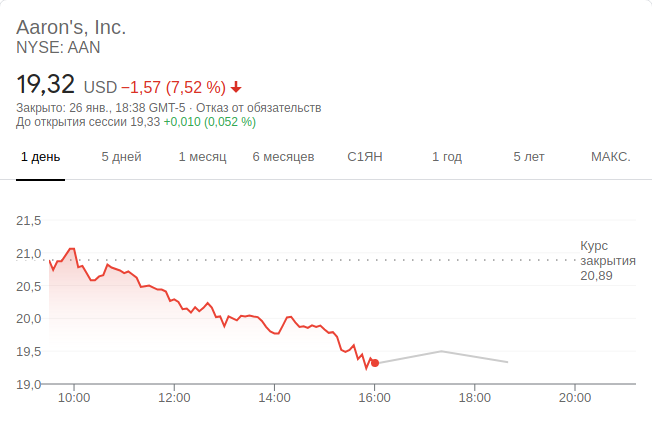 Aaron's, Inc.
NYSE: AAN
19,32 USD −1,57 (7,52 %) ↓
Закрыто: 26 янв., 18:38 GMT-5 · Отказ от обязательств
До открытия сессии 19,33 +0,010 (0,052 %)
1 день 5 дней 1 месяц 6 месяцев С1ЯН 1 год 5 лет МАКС.
21,5
21,0
20,5
20,0
19,5
19,0
Курс
закрытия
20,89
10:00 12:00 14:00 16:00 18:00 20:00